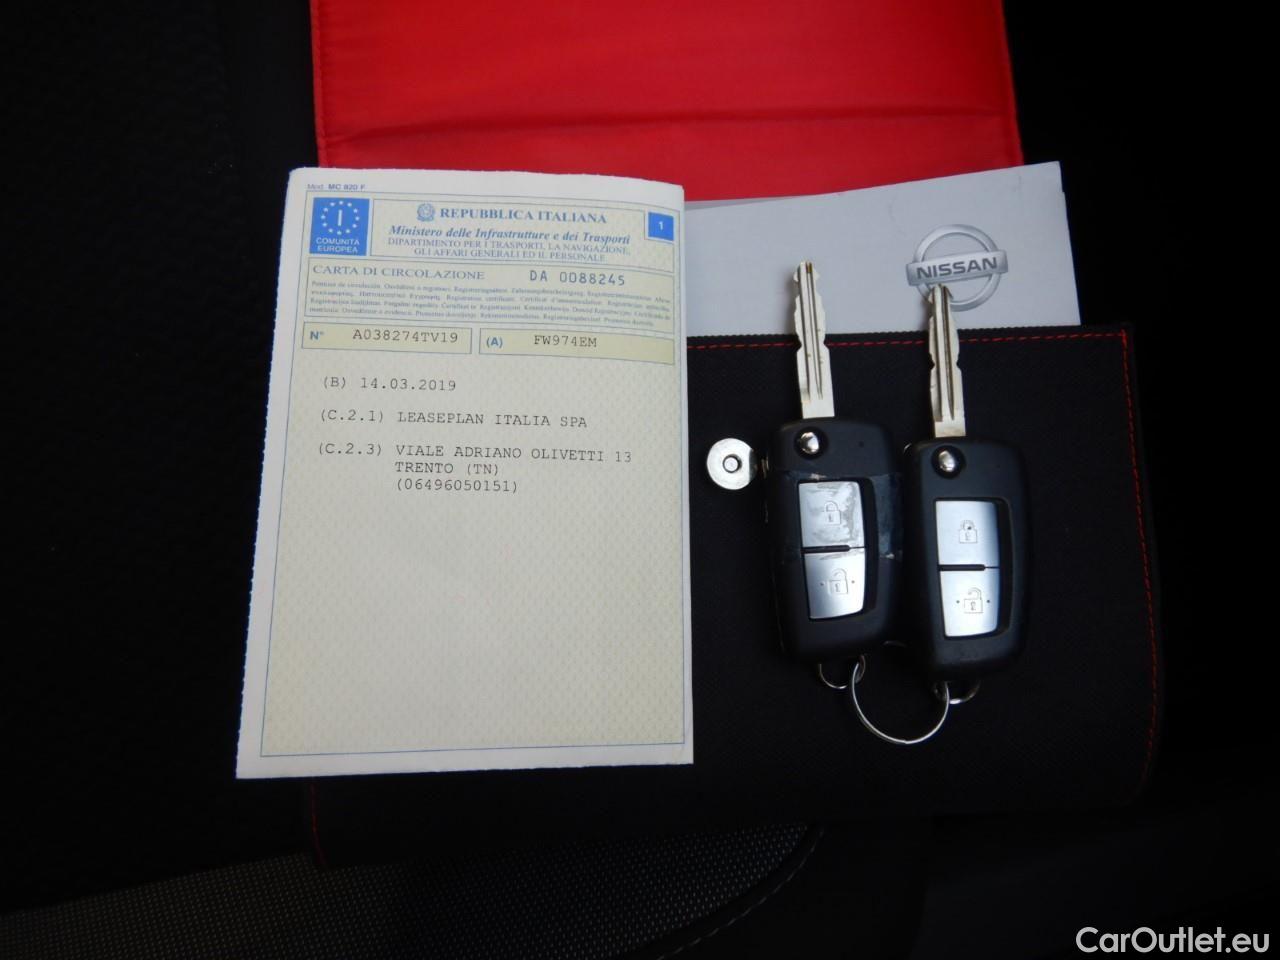 Mod. MC 820 F
I
COMUNITÀ
EUROPEA
REPUBBLICA ITALIANA
Ministero delle Infrastrutture e dei Trasporti
DIPARTIMENTO PER I TRASPORTI, LA NAVIGAZIONE,
GLI AFFARI GENERALI ED IL PERSONALE
1
CARTA DI CIRCOLAZIONE DA 0088245
N° A038274TV19 (A) FW974EM
(B) 14.03.2019
(C.2.1) LEASEPLAN ITALIA SPA
(C.2.3) VIALE ADRIANO OLIVETTI 13
TRENTO (TN)
(06496050151)
NISSAN
CarOutlet.eu